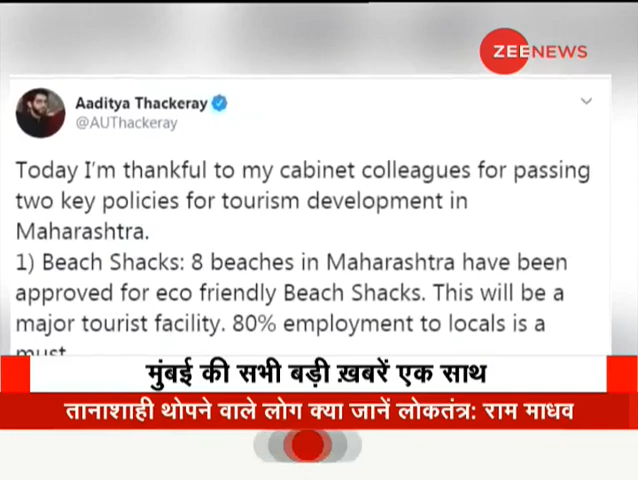 ZEENEWS
Aaditya Thackeray
@AUThackeray
Today I'm thankful to my cabinet colleagues for passing
two key policies for tourism development in
Maharashtra.
1) Beach Shacks: 8 beaches in Maharashtra have been
approved for eco friendly Beach Shacks. This will be a
major tourist facility. 80% employment to locals is a
must
मुंबई की सभी बड़ी ख़बरें एक साथ
तानाशाही थोपने वाले लोग क्या जानें लोकतंत्र: राम माधव